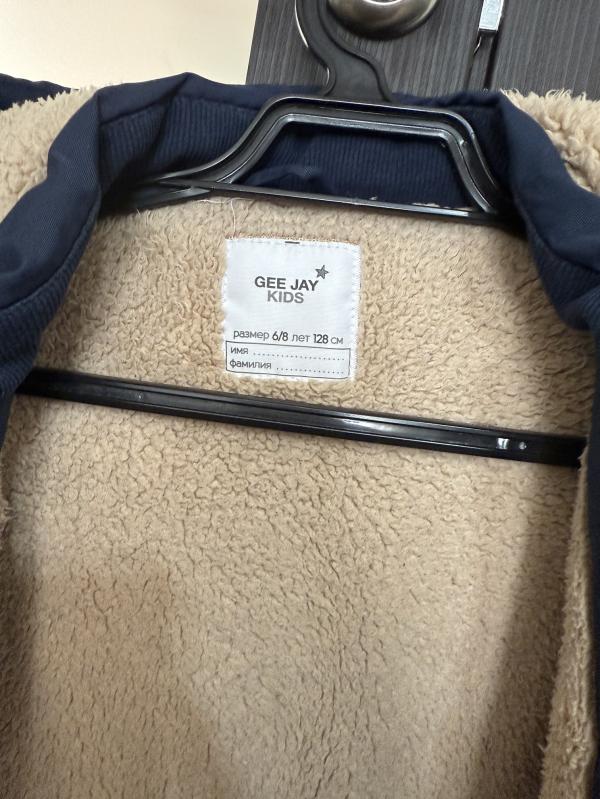 GEE JAY
KIDS
размер 6/8 лет 128 см
имя ....................
фамилия ................